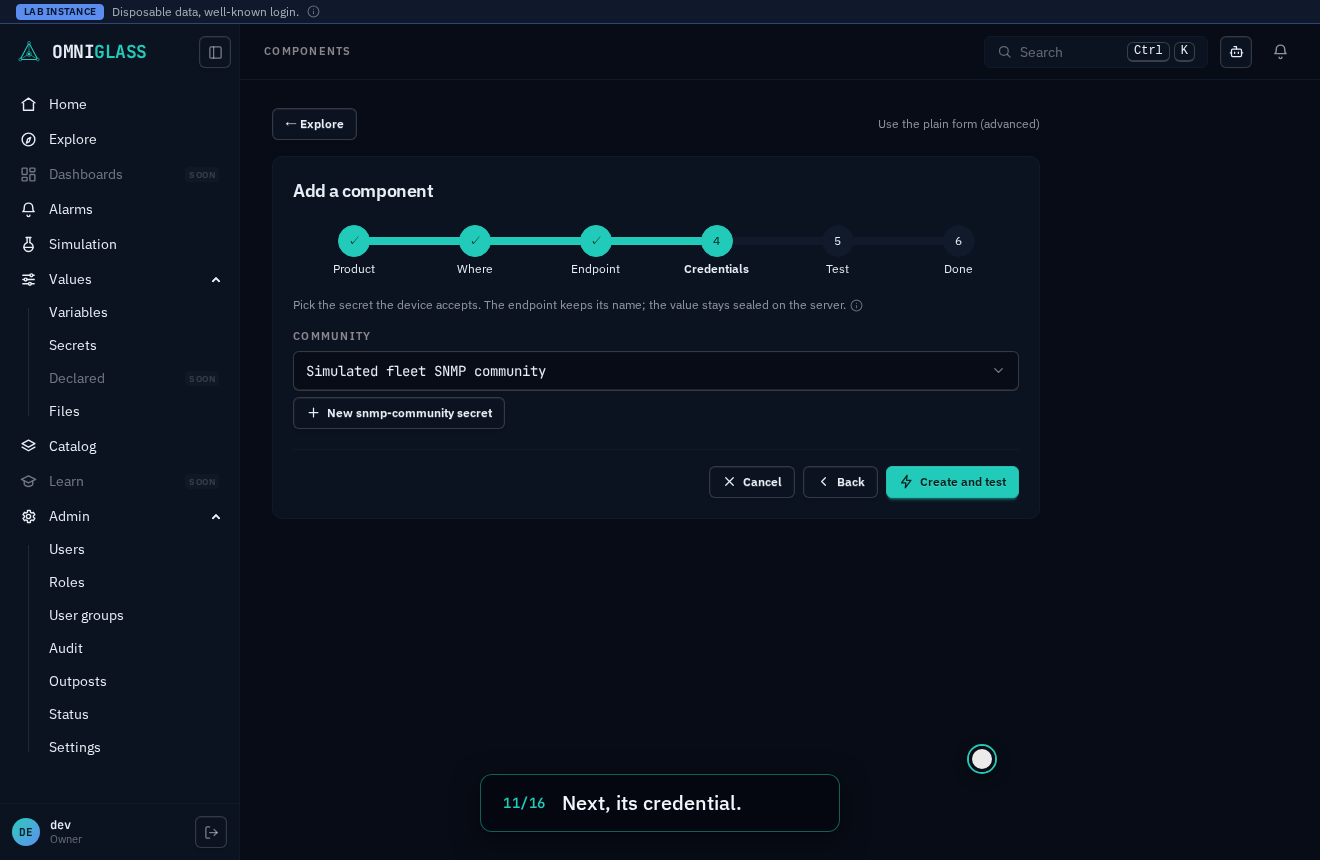 LAB INSTANCE Disposable data, well-known login.
OMNIGLASS
COMPONENTS
Search Ctrl K
Home
Explore
Dashboards SOON
Alarms
Simulation
Values
Variables
Secrets
Declared SOON
Files
Catalog
Learn SOON
Admin
Users
Roles
User groups
Audit
Outposts
Status
Settings
DE dev
Owner
← Explore
Use the plain form (advanced)
Add a component
✓ ✓ ✓ 4 5 6
Product Where Endpoint Credentials Test Done
Pick the secret the device accepts. The endpoint keeps its name; the value stays sealed on the server.
COMMUNITY
Simulated fleet SNMP community
New snmp-community secret
Cancel Back Create and test
11/16 Next, its credential.